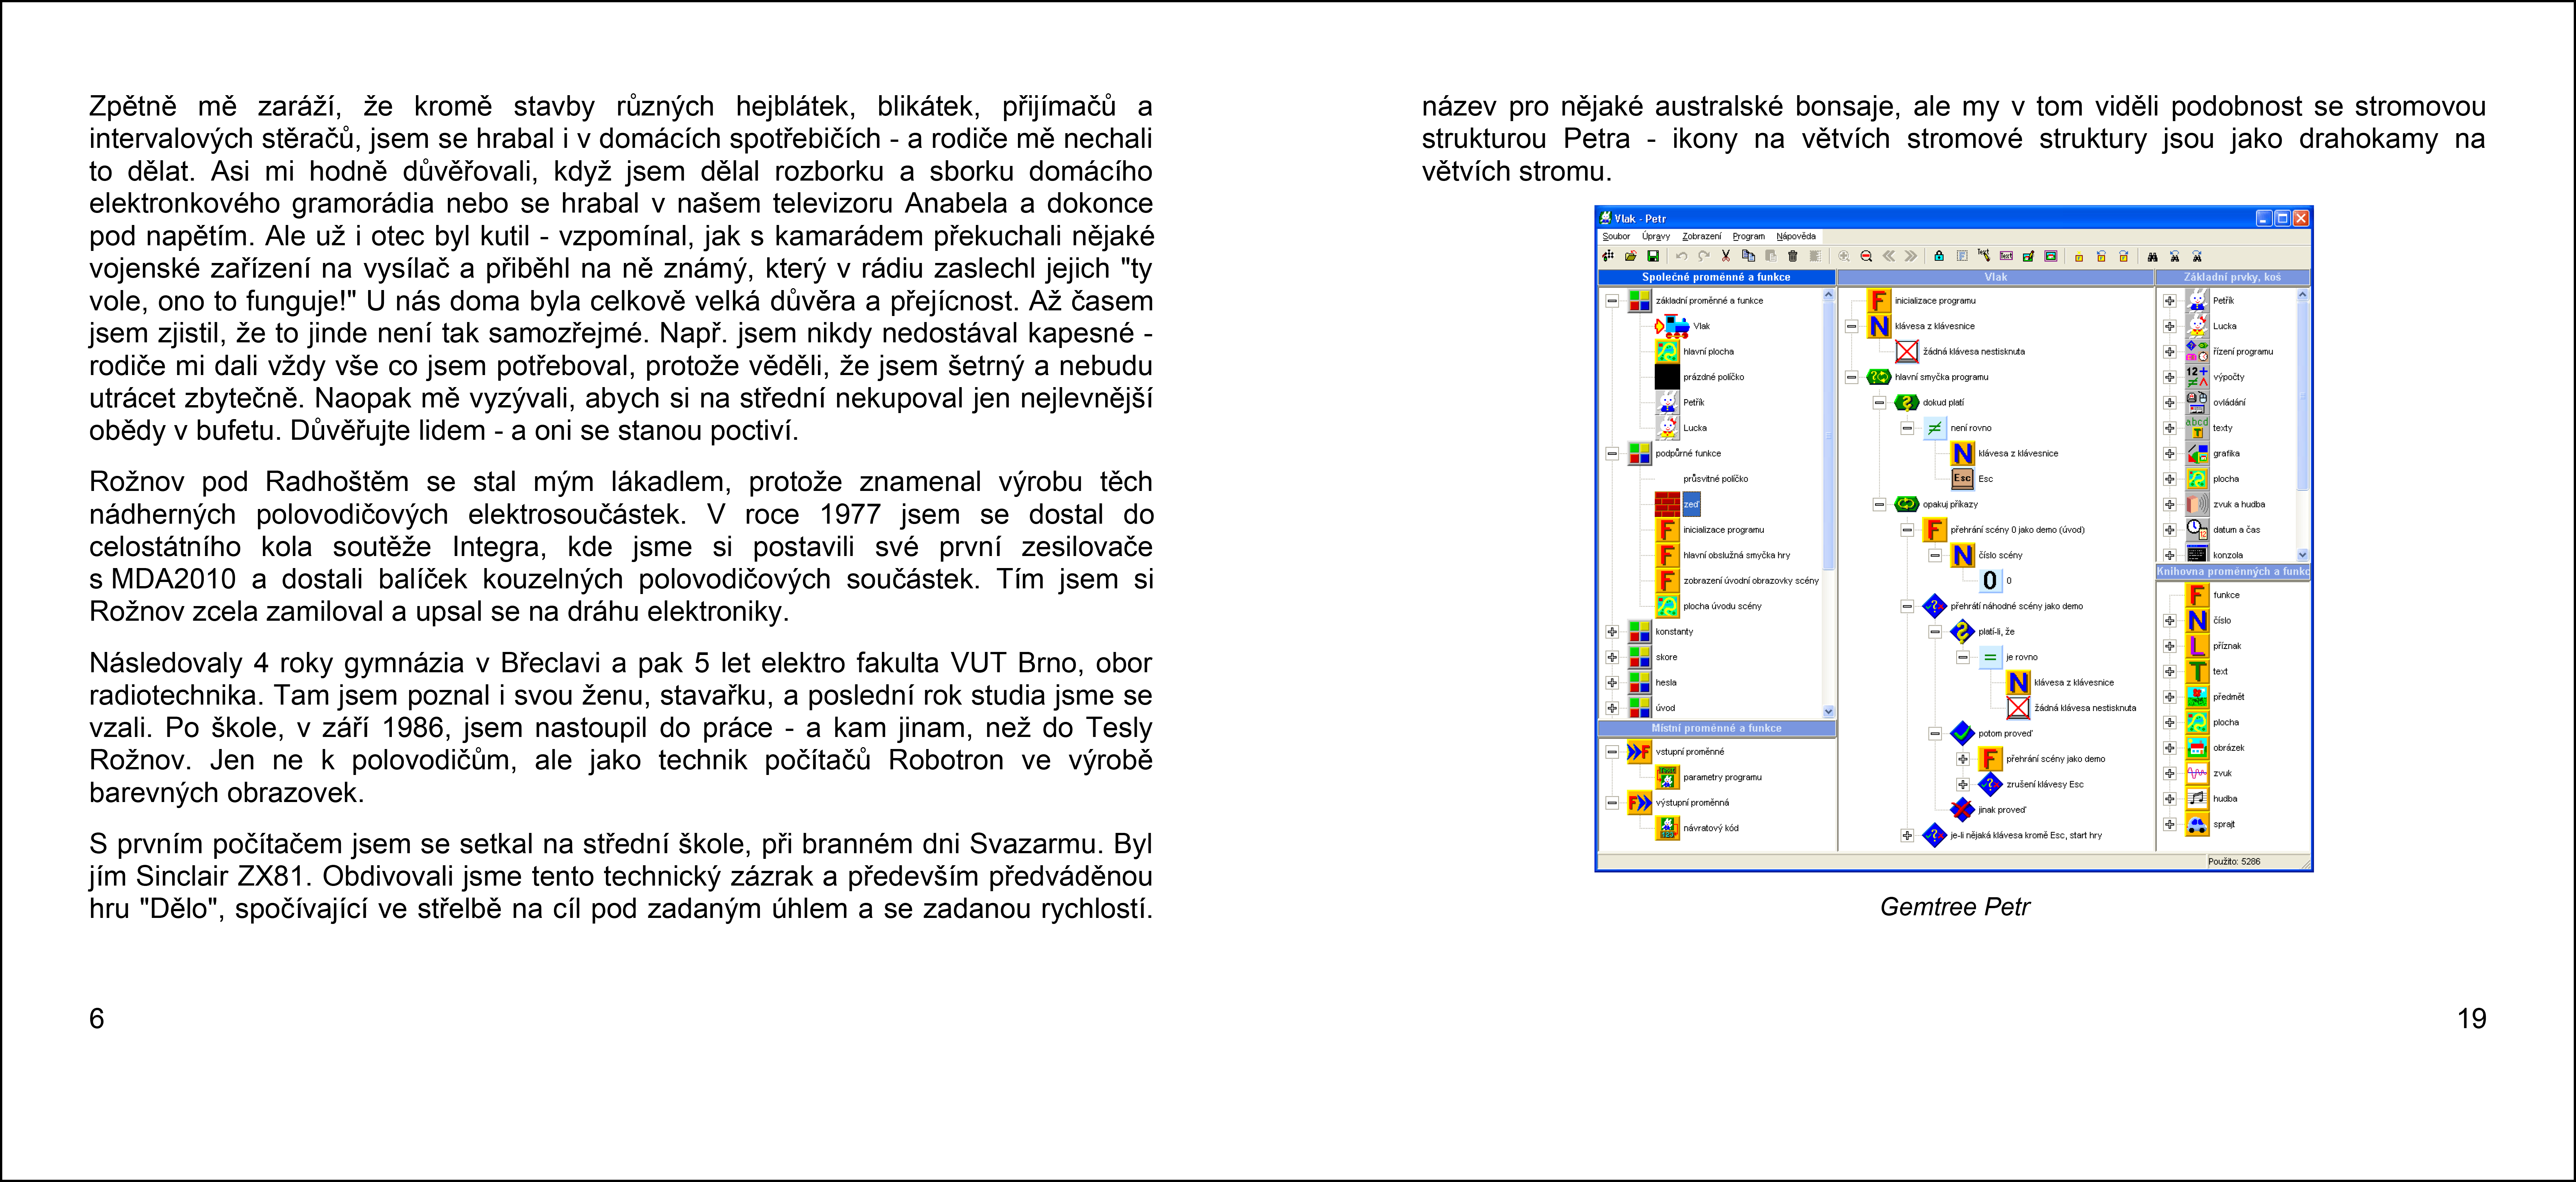 Zpětně mě zaráží, že kromě stavby různých hejblátek, blikátek, přijímačů a
intervalových stěračů, jsem se hrabal i v domácích spotřebičích - a rodiče mě nechali
to dělat. Asi mi hodně důvěřovali, když jsem dělal rozborku a sborku domácího
elektronkového gramorádia nebo se hrabal v našem televizoru Anabela a dokonce
pod napětím. Ale už i otec byl kutil - vzpomínal, jak s kamarádem překuchali nějaké
vojenské zařízení na vysílač a přiběhl na ně známý, který v rádiu zaslechl jejich "ty
vole, ono to funguje!" U nás doma byla celkově velká důvěra a přejícnost. Až časem
jsem zjistil, že to jinde není tak samozřejmé. Např. jsem nikdy nedostával kapesné -
rodiče mi dali vždy vše co jsem potřeboval, protože věděli, že jsem šetrný a nebudu
utrácet zbytečně. Naopak mě vyzývali, abych si na střední nekupoval jen nejlevnější
obědy v bufetu. Důvěřujte lidem - a oni se stanou poctiví.
Rožnov pod Radhoštěm se stal mým lákadlem, protože znamenal výrobu těch
nádherných polovodičových elektrosoučástek. V roce 1977 jsem se dostal do
celostátního kola soutěže Integra, kde jsme si postavili své první zesilovače
s MDA2010 a dostali balíček kouzelných polovodičových součástek. Tím jsem si
Rožnov zcela zamiloval a upsal se na dráhu elektroniky.
Následovaly 4 roky gymnázia v Břeclavi a pak 5 let elektro fakulta VUT Brno, obor
radiotechnika. Tam jsem poznal i svou ženu, stavařku, a poslední rok studia jsme se
vzali. Po škole, v září 1986, jsem nastoupil do práce - a kam jinam, než do Tesly
Rožnov. Jen ne k polovodičům, ale jako technik počítačů Robotron ve výrobě
barevných obrazovek.
S prvním počítačem jsem se setkal na střední škole, při branném dni Svazarmu. Byl
jím Sinclair ZX81. Obdivovali jsme tento technický zázrak a především předváděnou
hru "Dělo", spočívající ve střelbě na cíl pod zadaným úhlem a se zadanou rychlostí.
6
název pro nějaké australské bonsaje, ale my v tom viděli podobnost se stromovou
strukturou Petra - ikony na větvích stromové struktury jsou jako drahokamy na
větvích stromu.
Vlak - Petr
Soubor Úpravy Zobrazení Program Nápověda
Společné proměnné a funkce
základní proměnné a funkce
Vlak
hlavní plocha
prázdné políčko
Petřík
Lucka
podpůrné funkce
průsvitné políčko
zeď
inicializace programu
hlavní obslužná smyčka hry
zobrazení úvodní obrazovky scény
plocha úvodu scény
konstanty
skore
hesla
úvod
Místní proměnné a funkce
vstupní proměnné
parametry programu
výstupní proměnná
návratový kód
Vlak
inicializace programu
klávesa z klávesnice
žádná klávesa nestisknuta
hlavní smyčka programu
dokud platí
není rovno
klávesa z klávesnice
Esc Esc
opakuj příkazy
přehrání scény 0 jako demo (úvod)
číslo scény
0 0
přehrátí náhodné scény jako demo
platí-li, že
je rovno
klávesa z klávesnice
žádná klávesa nestisknuta
potom proveď
přehrání scény jako demo
zrušení klávesy Esc
jinak proveď
je-li nějaká klávesa kromě Esc, start hry
Základní prvky, koš
Petřík
Lucka
řízení programu
výpočty
ovládání
texty
grafika
plocha
zvuk a hudba
datum a čas
konzola
Knihovna proměnných a funkc
funkce
číslo
příznak
text
předmět
plocha
obrázek
zvuk
hudba
sprajt
Použito: 5286
Gemtree Petr
19